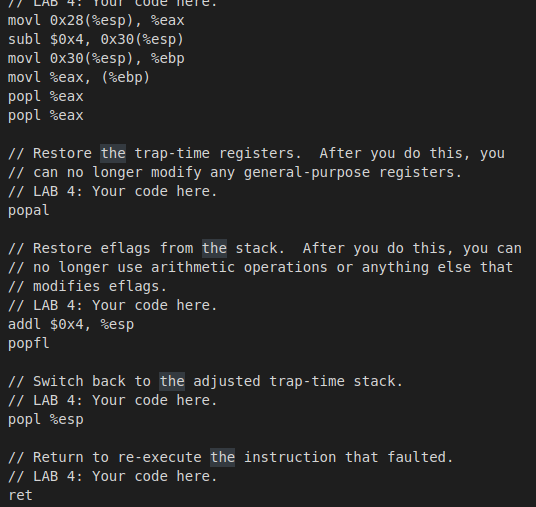 // LAB 4: Your code here.
movl 0x28(%esp), %eax
subl $0x4, 0x30(%esp)
movl 0x30(%esp), %ebp
movl %eax, (%ebp)
popl %eax
popl %eax
// Restore the trap-time registers.  After you do this, you
// can no longer modify any general-purpose registers.
// LAB 4: Your code here.
popal
// Restore eflags from the stack.  After you do this, you can
// no longer use arithmetic operations or anything else that
// modifies eflags.
// LAB 4: Your code here.
addl $0x4, %esp
popfl
// Switch back to the adjusted trap-time stack.
// LAB 4: Your code here.
popl %esp
// Return to re-execute the instruction that faulted.
// LAB 4: Your code here.
ret